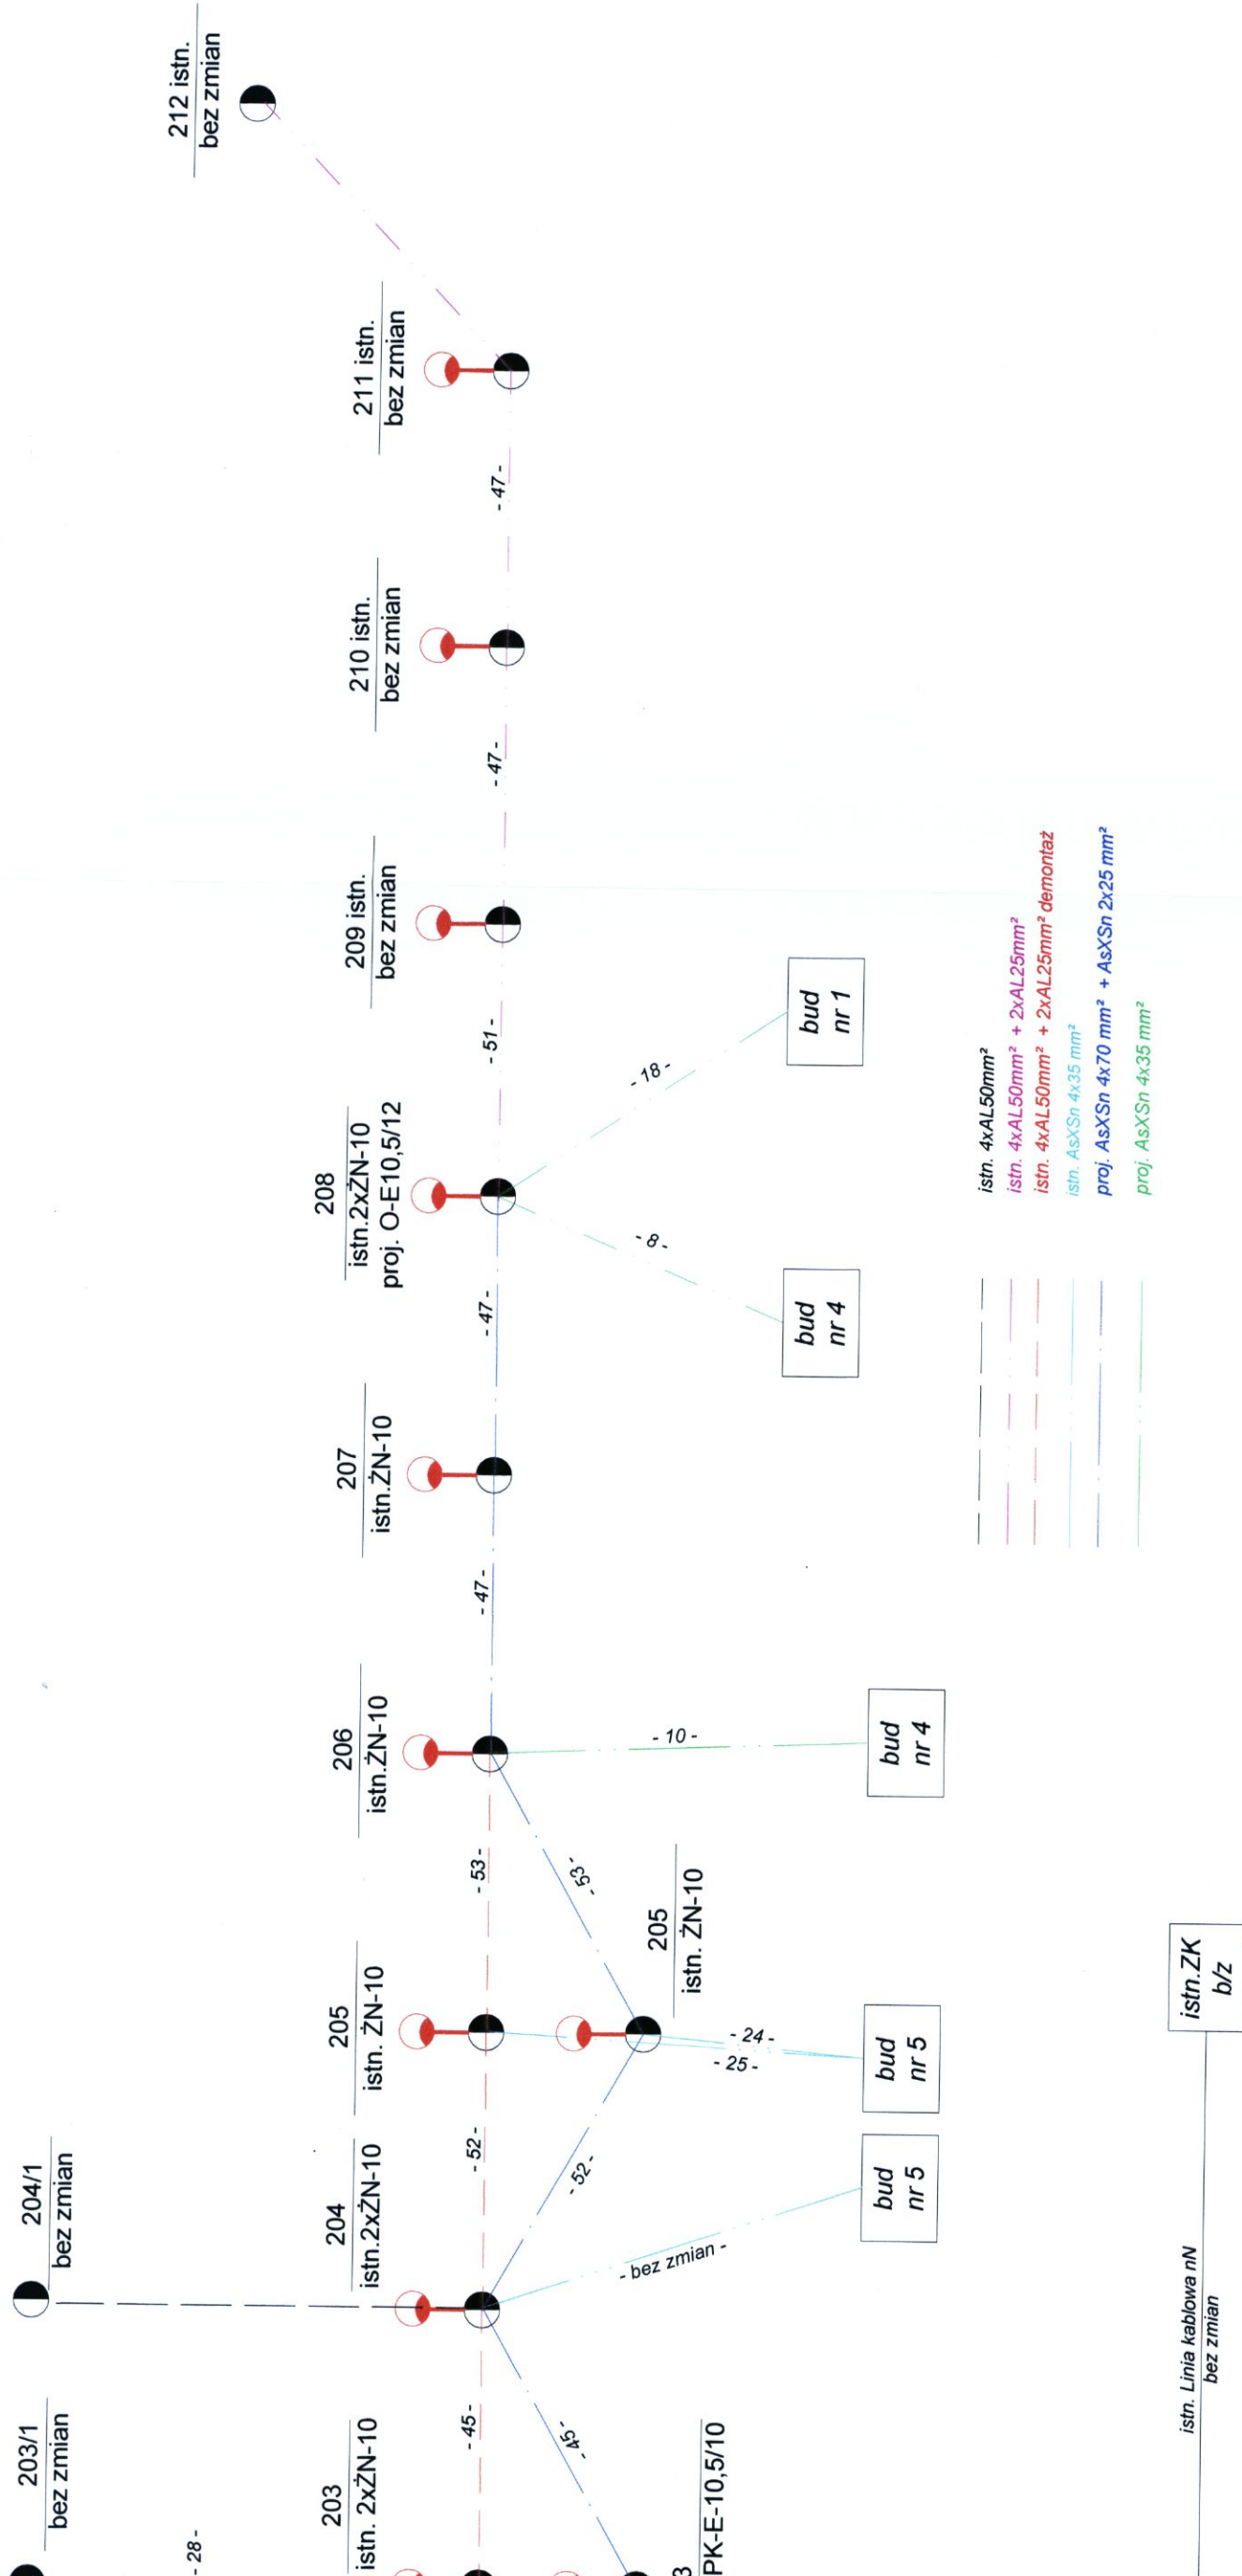 203/1
bez zmian
204/1
bez zmian
- 28 -
203
istn. 2xŻN-10
204
istn.2xŻN-10
205
istn. ŻN-10
206
istn.ŻN-10
207
istn.ŻN-10
208
istn.2xŻN-10
proj. O-E10,5/12
209 istn.
bez zmian
210 istn.
bez zmian
211 istn.
bez zmian
212 istn.
bez zmian
- 45 -
- 52 -
- 53 -
- 47 -
- 47 -
- 51 -
- 47 -
- 47 -
- 45 -
- 52 -
- 53 -
3
PK-E-10,5/10
205
istn. ŻN-10
- bez zmian -
- 25 -
- 24 -
- 10 -
- 8 -
- 18 -
bud
nr 5
bud
nr 5
bud
nr 4
bud
nr 4
bud
nr 1
istn. 4xAL50mm²
istn. 4xAL50mm² + 2xAL25mm²
istn. 4xAL50mm² + 2xAL25mm² demontaż
istn. AsXSn 4x35 mm²
proj. AsXSn 4x70 mm² + AsXSn 2x25 mm²
proj. AsXSn 4x35 mm²
istn. Linia kablowa nN
bez zmian
istn.ZK
b/z